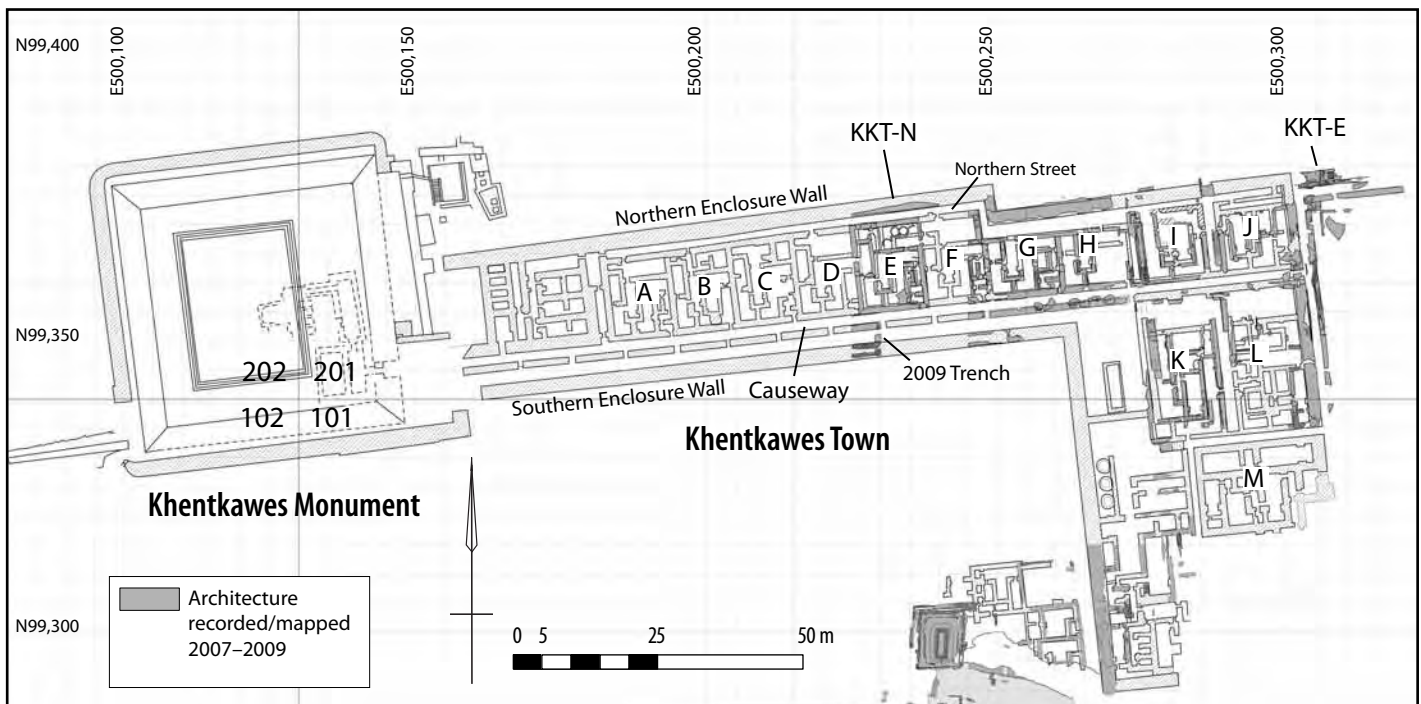 E500,100
E500,150
E500,200
E500,250
E500,300
N99,400
KKT-N
KKT-E
Northern Street
Northern Enclosure Wall
A
B
C
D
E
F
G
H
I
J
N99,350
202 201
102 101
2009 Trench
Causeway
Southern Enclosure Wall
K
L
M
Khentkawes Town
Khentkawes Monument
Architecture
recorded/mapped
2007–2009
N99,300
0 5 25 50 m